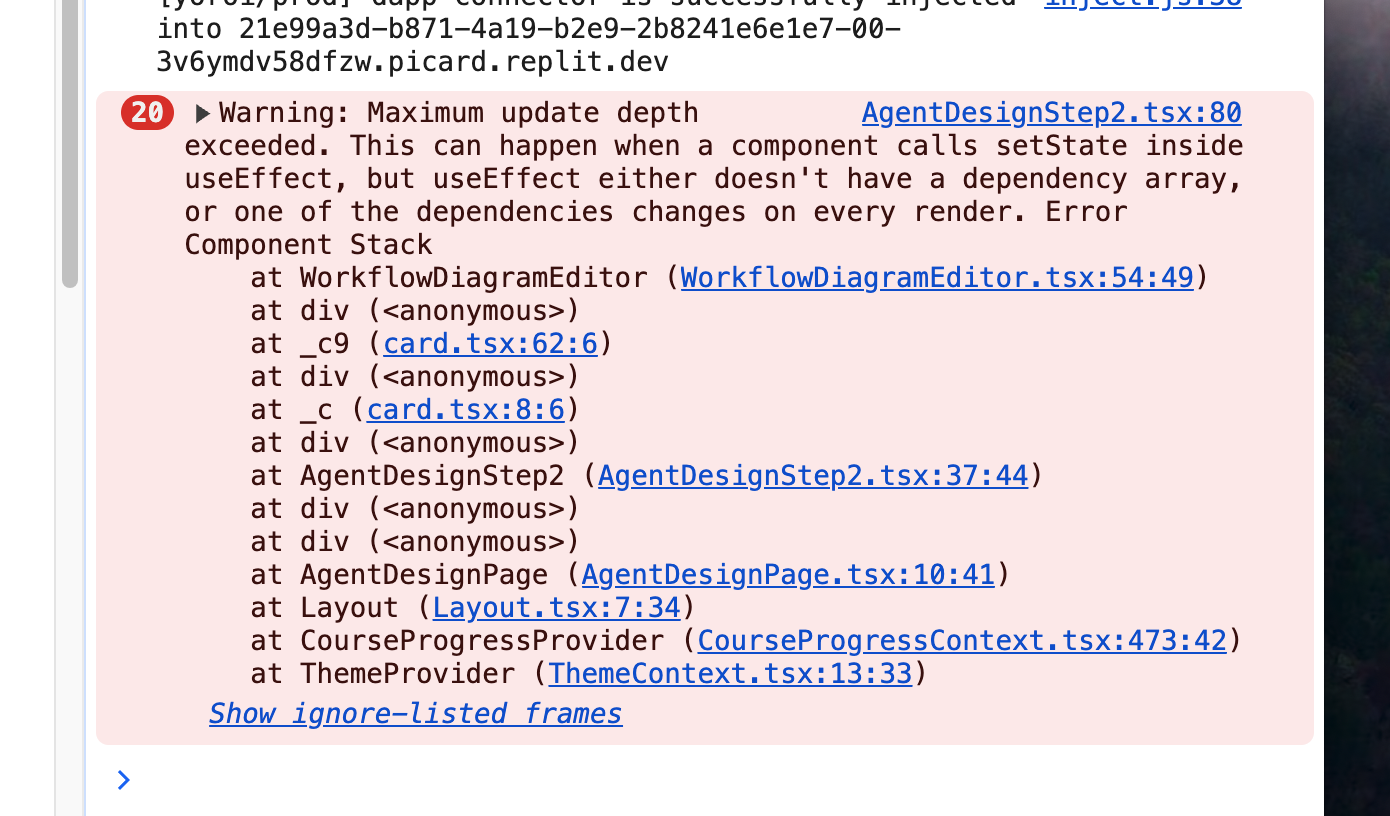 [yoroi/prod] dapp connector is successfully injected inject.js:38
into 21e99a3d-b871-4a19-b2e9-2b8241e6e1e7-00-
3v6ymdv58dfzw.picard.replit.dev
20 ▶Warning: Maximum update depth AgentDesignStep2.tsx:80
exceeded. This can happen when a component calls setState inside
useEffect, but useEffect either doesn't have a dependency array,
or one of the dependencies changes on every render. Error
Component Stack
    at WorkflowDiagramEditor (WorkflowDiagramEditor.tsx:54:49)
    at div (<anonymous>)
    at _c9 (card.tsx:62:6)
    at div (<anonymous>)
    at _c (card.tsx:8:6)
    at div (<anonymous>)
    at AgentDesignStep2 (AgentDesignStep2.tsx:37:44)
    at div (<anonymous>)
    at div (<anonymous>)
    at AgentDesignPage (AgentDesignPage.tsx:10:41)
    at Layout (Layout.tsx:7:34)
    at CourseProgressProvider (CourseProgressContext.tsx:473:42)
    at ThemeProvider (ThemeContext.tsx:13:33)
Show ignore-listed frames